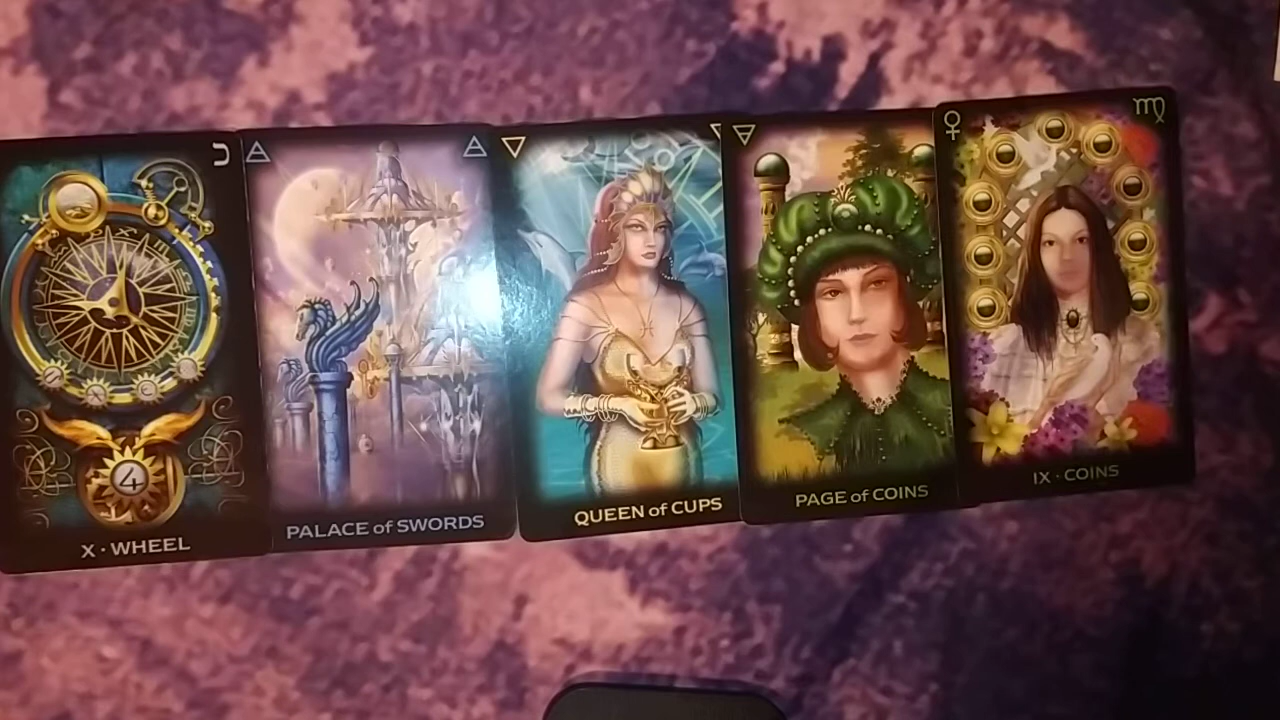 כ
X · WHEEL
PALACE of SWORDS
QUEEN of CUPS
PAGE of COINS
IX · COINS